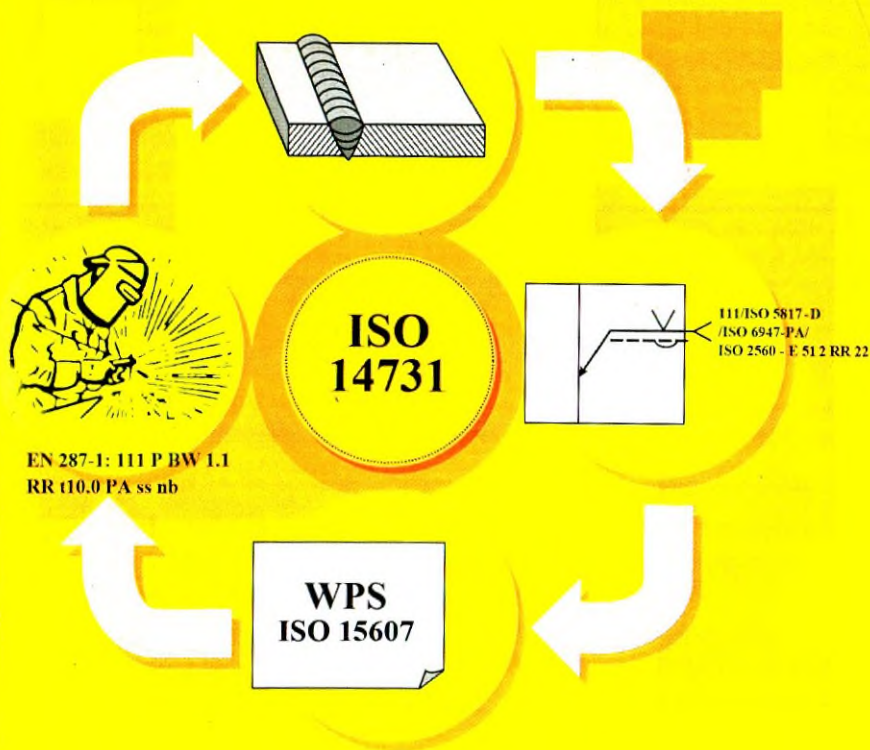 ISO
14731
111/ISO 5817-D
/ISO 6947-PA/
ISO 2560 - E 51 2 RR 22
EN 287-1: 111 P BW 1.1
RR t10.0 PA ss nb
WPS
ISO 15607